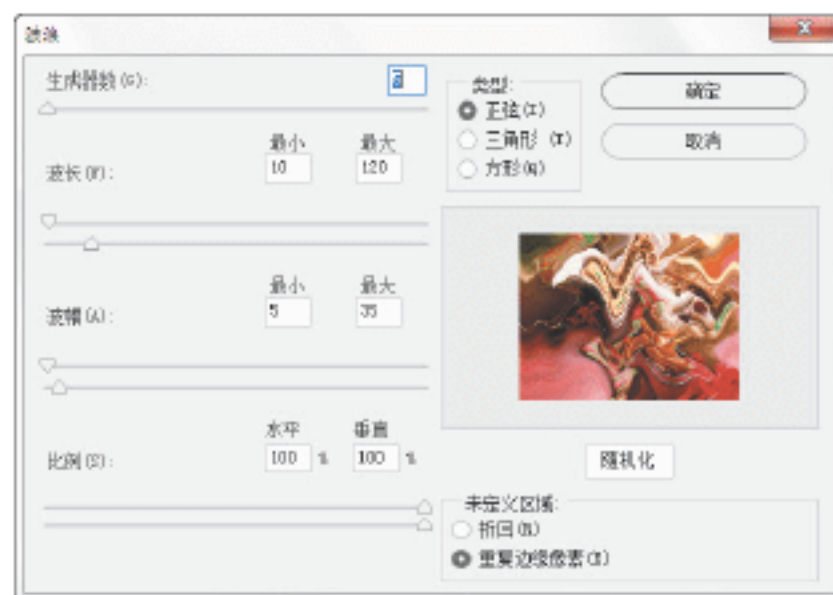 波浪
生成器数(G):
类型:
正弦(I)
三角形 (T)
方形(Q)
确定
取消
最小 最大
波长(W): 10 120
最小 最大
波幅(A): 5 35
水平 垂直
比例(S): 100 % 100 %
随机化
未定义区域:
折回
重复边缘像素(R)